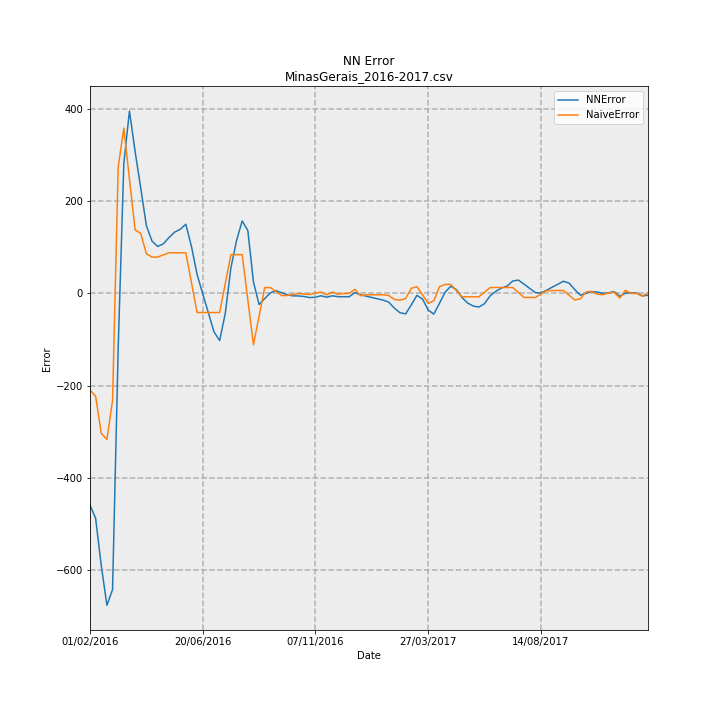 NN Error
MinasGerais_2016-2017.csv
NNError
NaiveError
400
200
0
−200
−400
−600
Error
01/02/2016 20/06/2016 07/11/2016 27/03/2017 14/08/2017
Date